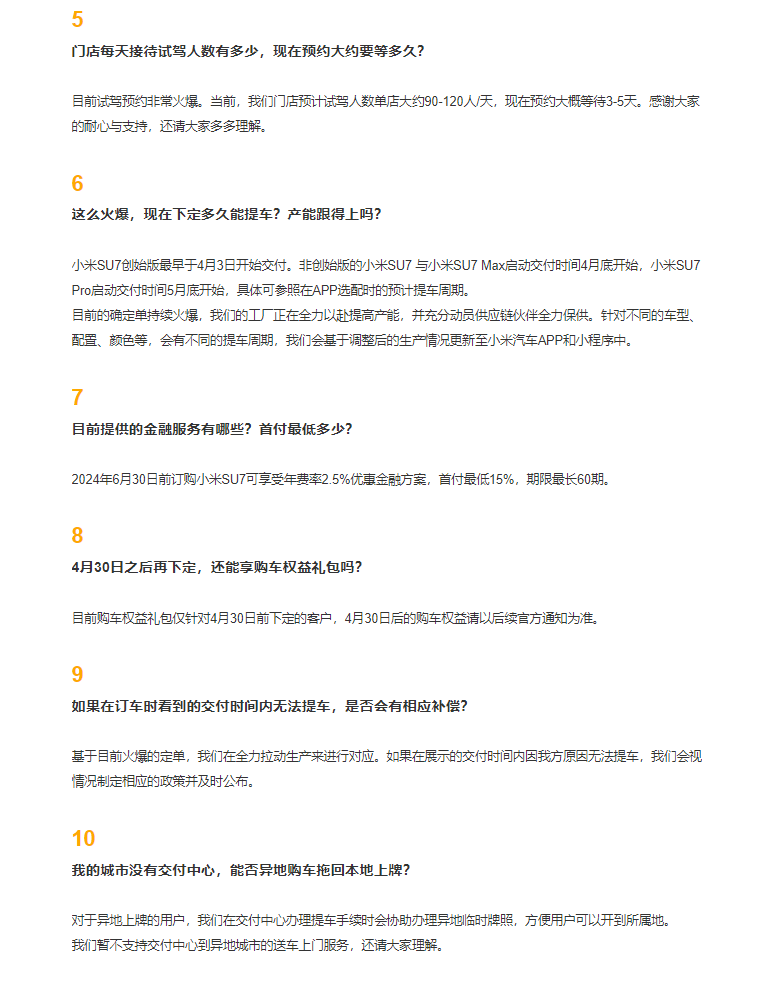 5
门店每天接待试驾人数有多少，现在预约大约要等多久？
目前试驾预约非常火爆。当前，我们门店预计试驾人数单店大约90-120人/天，现在预约大概等待3-5天。感谢大家
的耐心与支持，还请大家多多理解。
6
这么火爆，现在下定多久能提车？产能跟得上吗？
小米SU7创始版最早于4月3日开始交付。非创始版的小米SU7 与小米SU7 Max启动交付时间4月底开始，小米SU7
Pro启动交付时间5月底开始，具体可参照在APP选配时的预计提车周期。
目前的确定单持续火爆，我们的工厂正在全力以赴提高产能，并充分动员供应链伙伴全力保供。针对不同的车型、
配置、颜色等，会有不同的提车周期，我们会基于调整后的生产情况更新至小米汽车APP和小程序中。
7
目前提供的金融服务有哪些？首付最低多少？
2024年6月30日前订购小米SU7可享受年费率2.5%优惠金融方案，首付最低15%，期限最长60期。
8
4月30日之后再下定，还能享购车权益礼包吗？
目前购车权益礼包仅针对4月30日前下定的客户，4月30日后的购车权益请以后续官方通知为准。
9
如果在订车时看到的交付时间内无法提车，是否会有相应补偿？
基于目前火爆的定单，我们在全力拉动生产来进行对应。如果在展示的交付时间内因我方原因无法提车，我们会视
情况制定相应的政策并及时公布。
10
我的城市没有交付中心，能否异地购车拖回本地上牌？
对于异地上牌的用户，我们在交付中心办理提车手续时会协助办理异地临时牌照，方便用户可以开到所属地。
我们暂不支持交付中心到异地城市的送车上门服务，还请大家理解。